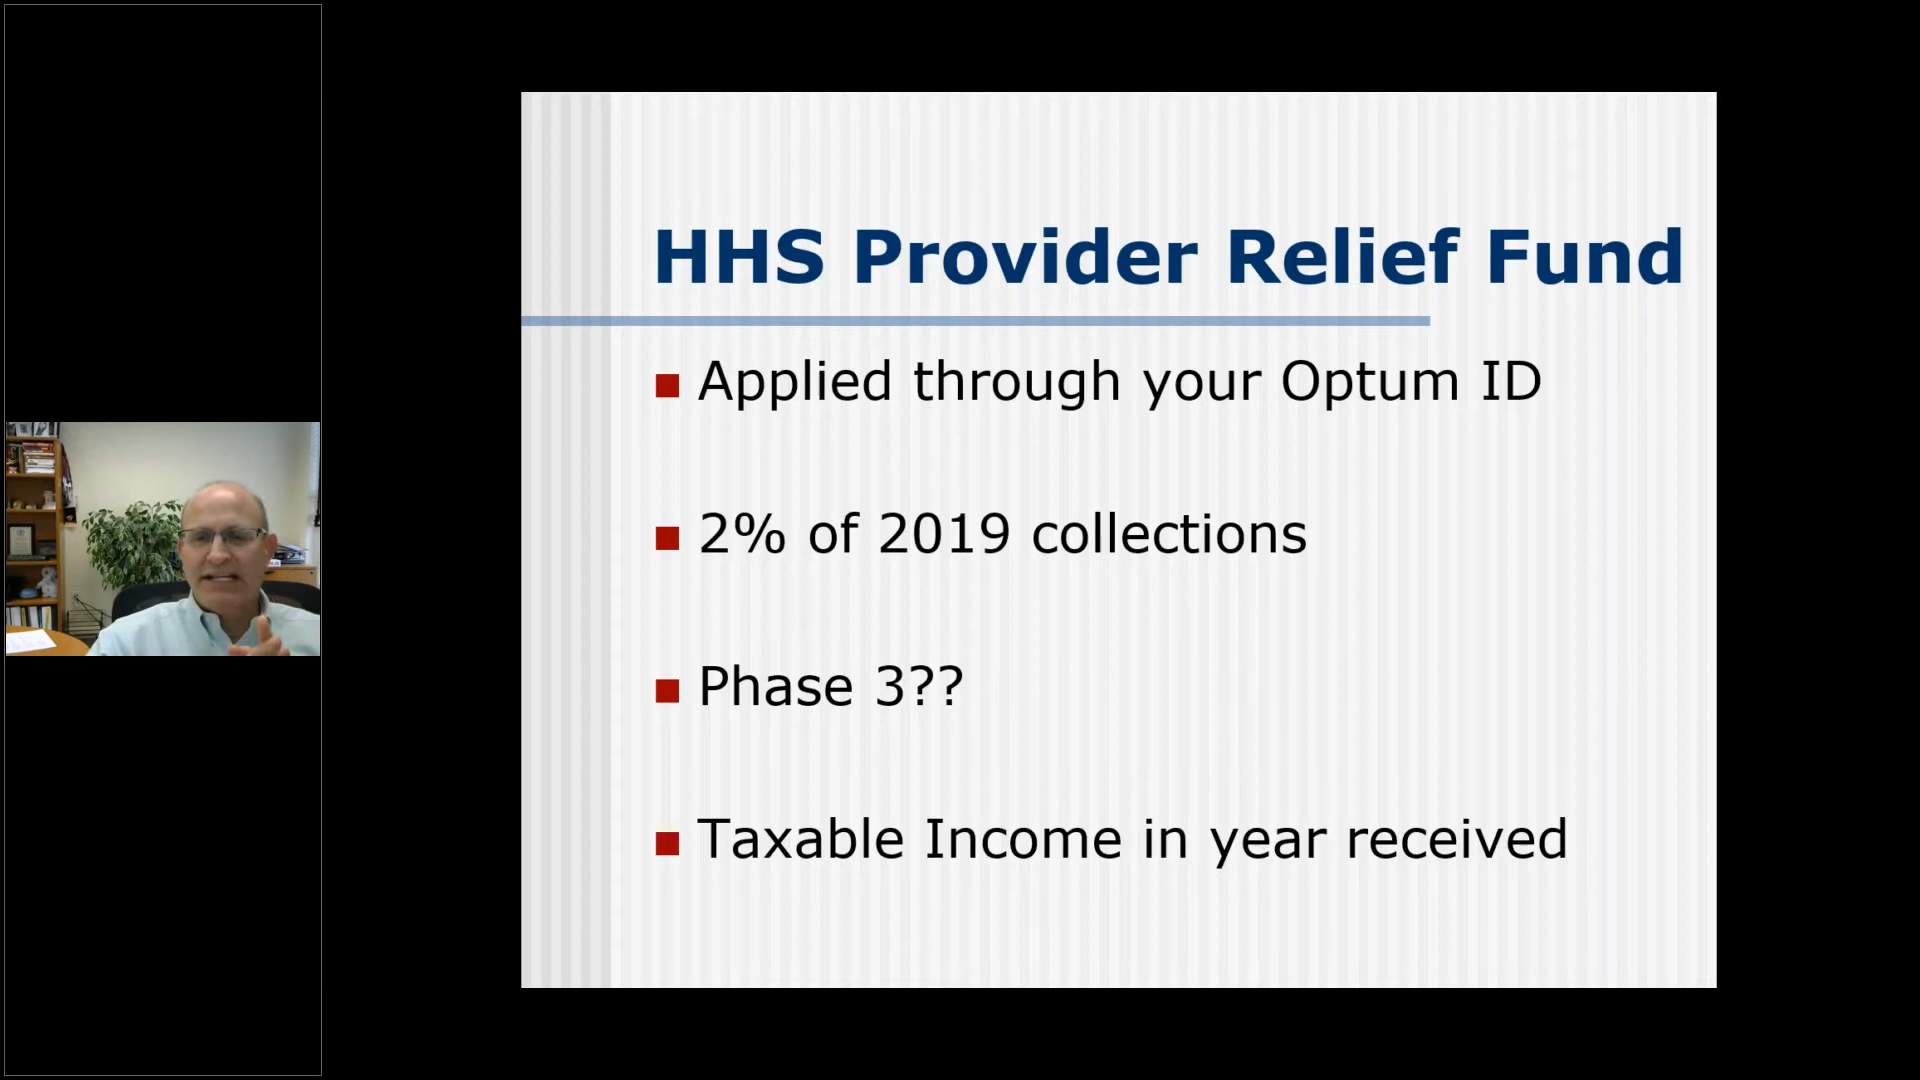 HHS Provider Relief Fund
Applied through your Optum ID
2% of 2019 collections
Phase 3??
Taxable Income in year received